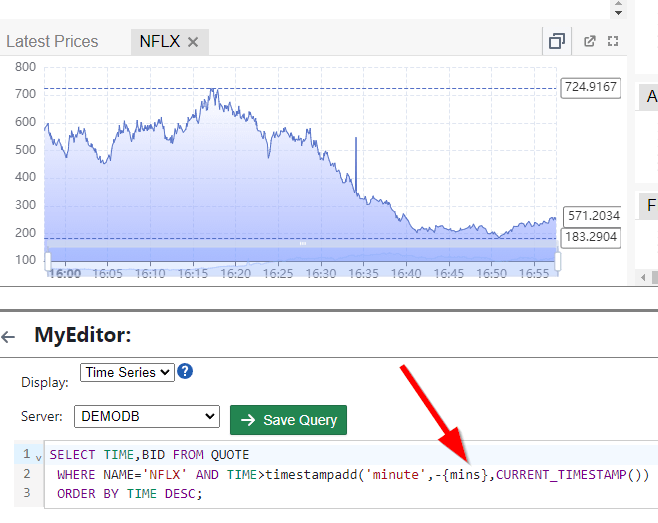 Latest Prices NFLX ×
A
800
700
724.9167
600
500
400
F
300
571.2034
200
183.2904
100
16:00 16:05 16:10 16:15 16:20 16:25 16:30 16:35 16:40 16:45 16:50 16:55
← MyEditor:
Display: Time Series ?
Server: DEMODB → Save Query
1 SELECT TIME,BID FROM QUOTE
2 WHERE NAME='NFLX' AND TIME>timestampadd('minute',-{mins},CURRENT_TIMESTAMP())
3 ORDER BY TIME DESC;